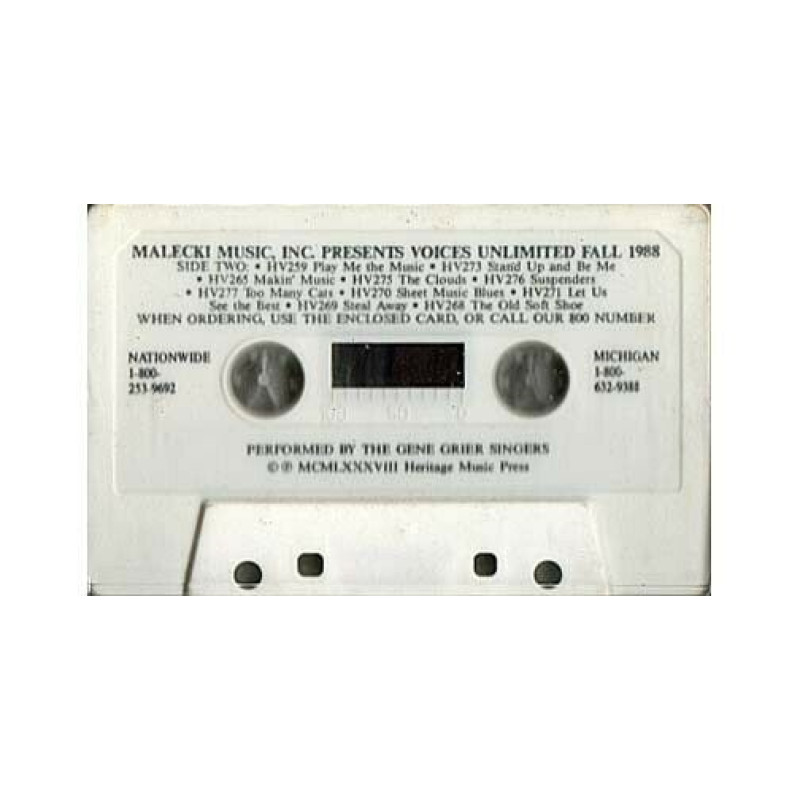 MALECKI MUSIC, INC. PRESENTS VOICES UNLIMITED FALL 1988
SIDE TWO: • HV259 Play Me the Music • HV273 Stand Up and Be Me
• HV265 Makin' Music • HV275 The Clouds • HV276 Suspenders
• HV277 Too Many Cats • HV270 Sheet Music Blues • HV271 Let Us
See the Best • HV269 Steal Away • HV268 The Old Soft Shoe
WHEN ORDERING, USE THE ENCLOSED CARD, OR CALL OUR 800 NUMBER
NATIONWIDE
1-800-
253-9692
MICHIGAN
1-800-
632-9388
50 0
PERFORMED BY THE GENE GRIER SINGERS
© ℗ MCMLXXXVIII Heritage Music Press